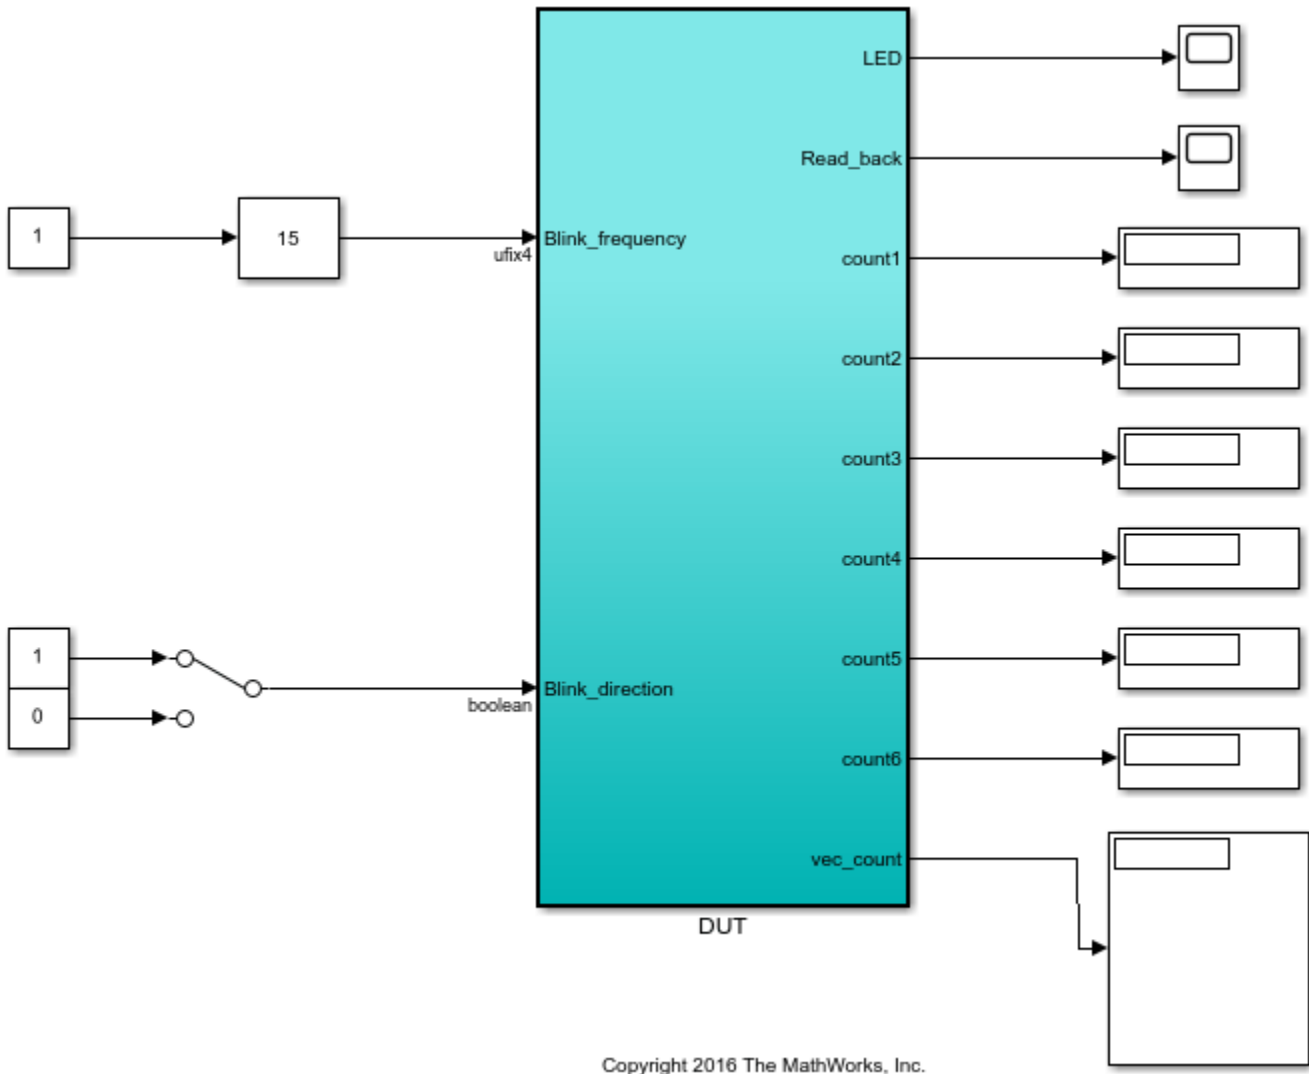 LED
Read_back
1
15
Blink_frequency
ufix4
count1
count2
count3
count4
1
count5
Blink_direction
boolean
0
count6
vec_count
DUT
Copyright 2016 The MathWorks, Inc.